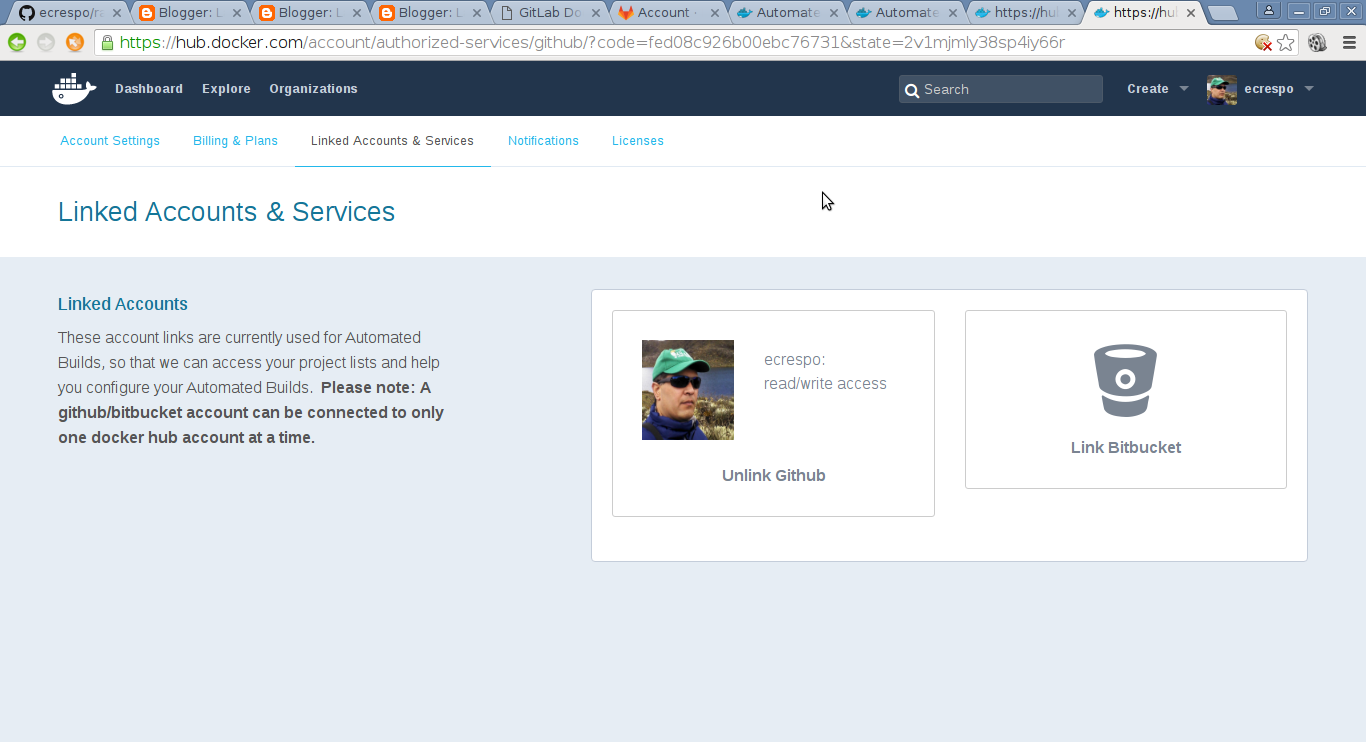 ecrespo/ra
Blogger: L
Blogger: L
Blogger: L
GitLab Do
Account ·
Automate
Automate
https://hul
https://hul
https://hub.docker.com/account/authorized-services/github/?code=fed08c926b00ebc76731&state=2v1mjmly38sp4iy66r
Dashboard
Explore
Organizations
Search
Create
ecrespo
Account Settings
Billing & Plans
Linked Accounts & Services
Notifications
Licenses
Linked Accounts & Services
Linked Accounts
These account links are currently used for Automated
Builds, so that we can access your project lists and help
you configure your Automated Builds. Please note: A
github/bitbucket account can be connected to only
one docker hub account at a time.
ecrespo:
read/write access
Unlink Github
Link Bitbucket